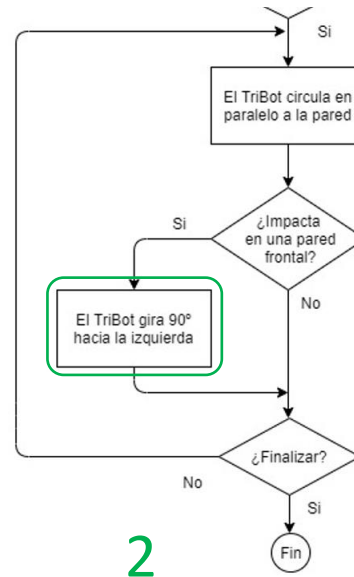 Si
El TriBot circula en
paralelo a la pared
¿Impacta
en una pared
frontal?
Si
No
El TriBot gira 90º
hacia la izquierda
¿Finalizar?
No
Si
Fin
2